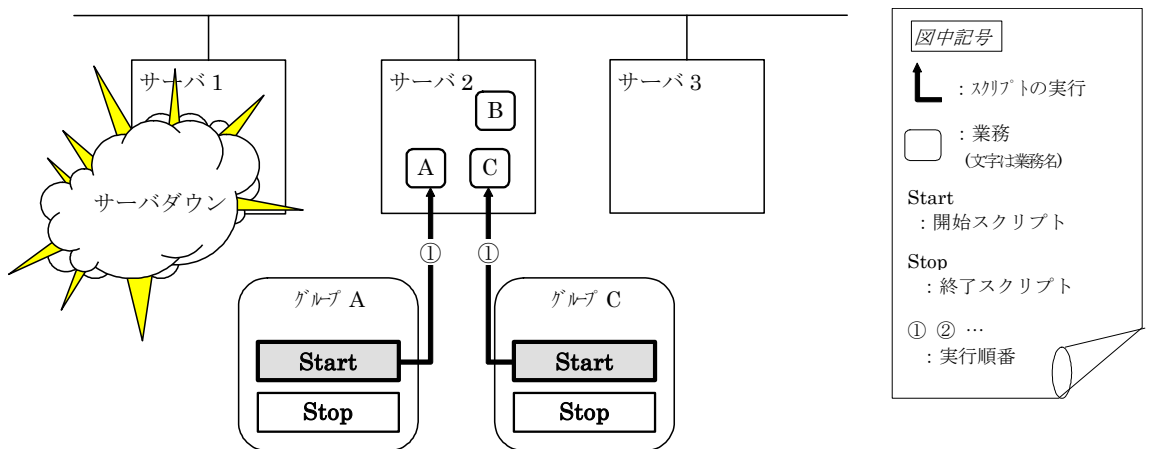 サーバ1
サーバ2
サーバ3
B
A
C
サーバダウン
①
①
グループ A
グループ C
Start
Start
Stop
Stop
図中記号
：スクリプトの実行
：業務
(文字は業務名)
Start
：開始スクリプト
Stop
：終了スクリプト
① ② …
：実行順番